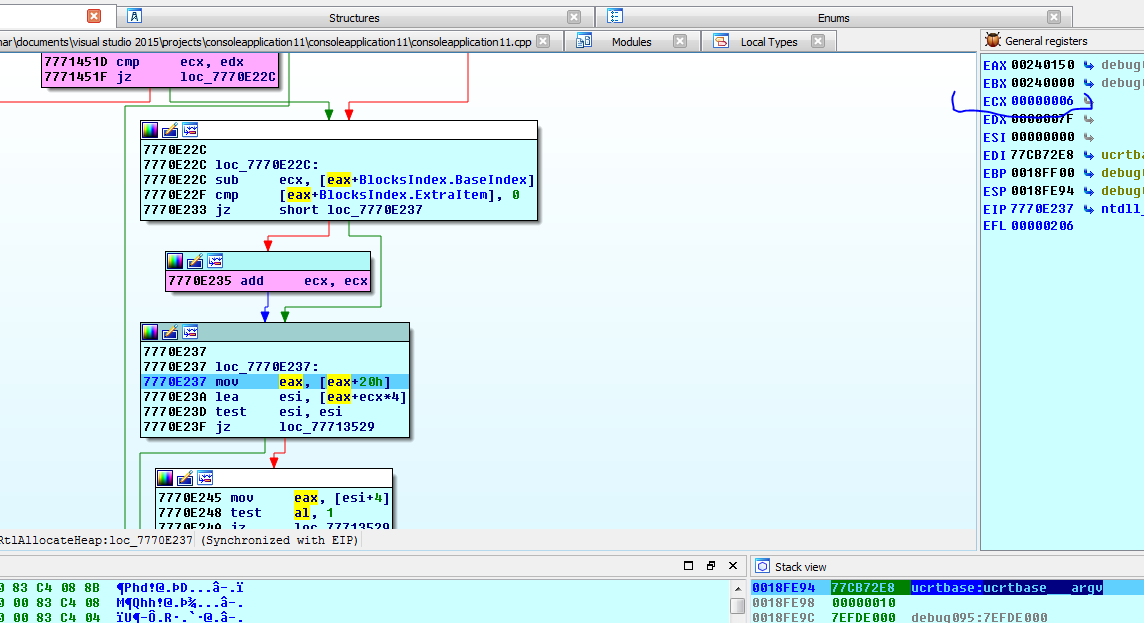 Structures
Enums
nar\documents\visual studio 2015\projects\consoleapplication11\consoleapplication11\consoleapplication11.cpp
Modules
Local Types
General registers
7771451D cmp ecx, edx
7771451F jz loc_7770E22C
7770E22C
7770E22C loc_7770E22C:
7770E22C sub ecx, [eax+BlocksIndex.BaseIndex]
7770E22F cmp [eax+BlocksIndex.ExtraItem], 0
7770E233 jz short loc_7770E237
7770E235 add ecx, ecx
7770E237
7770E237 loc_7770E237:
7770E237 mov eax, [eax+20h]
7770E23A lea esi, [eax+ecx*4]
7770E23D test esi, esi
7770E23F jz loc_77713529
7770E245 mov eax, [esi+4]
7770E248 test al, 1
7770E24A jz loc_77713529
EAX 00240150 debug
EBX 00240000 debug
ECX 00000006
EDX 0000007F
ESI 00000000
EDI 77CB72E8 ucrtba
EBP 0018FF00 debug
ESP 0018FE94 debug
EIP 7770E237 ntdll_
EFL 00000206
RtlAllocateHeap:loc_7770E237 (Synchronized with EIP)
0 83 C4 08 8B ¶Phd!@.ÞD...â–.ï
0 00 83 C4 08
0 00 83 C4 04
Stack view
0018FE94 77CB72E8 ucrtbase:ucrtbase__argv
0018FE98 00000010
0018FE9C 7EFDE000 debug095:7EFDE000